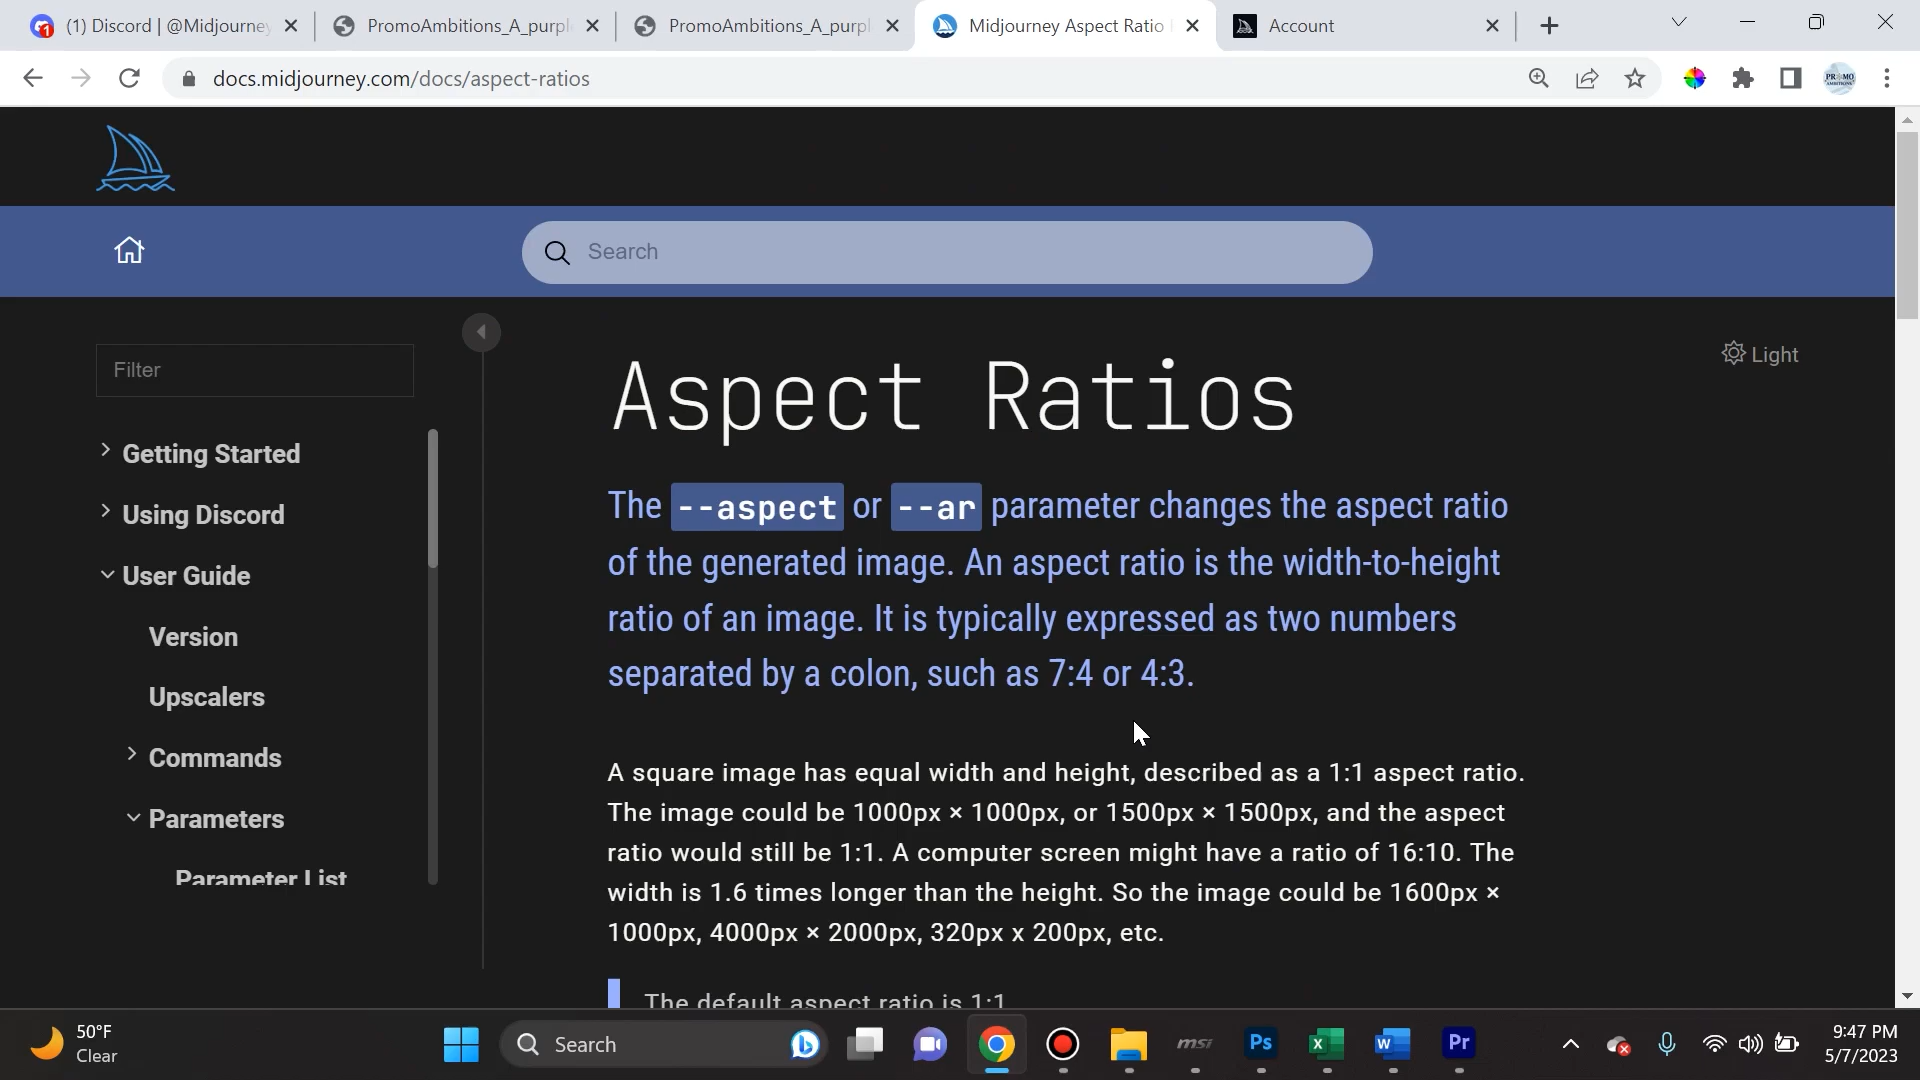 (1) Discord | @Midjourney
PromoAmbitions_A_purpl
PromoAmbitions_A_purpl
Midjourney Aspect Ratio
Account
docs.midjourney.com/docs/aspect-ratios
PROMO
AMBITIONS
Search
Filter
Getting Started
Using Discord
User Guide
Version
Upscalers
Commands
Parameters
Parameter List
Light
Aspect Ratios
The --aspect or --ar parameter changes the aspect ratio
of the generated image. An aspect ratio is the width-to-height
ratio of an image. It is typically expressed as two numbers
separated by a colon, such as 7:4 or 4:3.
A square image has equal width and height, described as a 1:1 aspect ratio.
The image could be 1000px × 1000px, or 1500px × 1500px, and the aspect
ratio would still be 1:1. A computer screen might have a ratio of 16:10. The
width is 1.6 times longer than the height. So the image could be 1600px ×
1000px, 4000px × 2000px, 320px x 200px, etc.
The default aspect ratio is 1:1
50°F
Clear
Search
msi
Ps
X
W
Pr
9:47 PM
5/7/2023